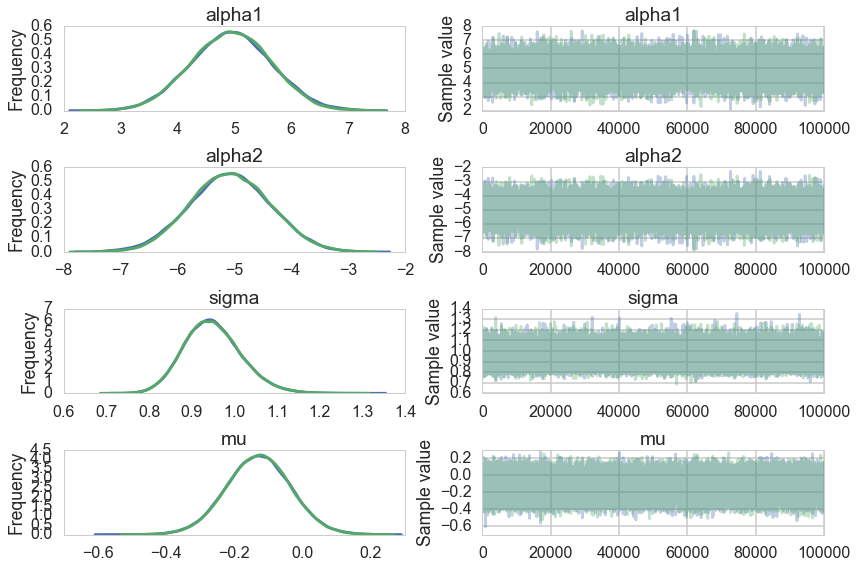 alpha1
Frequency
0.6
0.5
0.4
0.3
0.2
0.1
0.0
2 3 4 5 6 7 8
alpha1
Sample value
8
7
6
5
4
3
2
0 20000 40000 60000 80000 100000
alpha2
Frequency
0.6
0.5
0.4
0.3
0.2
0.1
0.0
−8 −7 −6 −5 −4 −3 −2
alpha2
Sample value
−2
−3
−4
−5
−6
−7
−8
0 20000 40000 60000 80000 100000
sigma
Frequency
7
6
5
4
3
2
1
0
0.6 0.7 0.8 0.9 1.0 1.1 1.2 1.3 1.4
sigma
Sample value
1.4
1.3
1.2
1.1
1.0
0.9
0.8
0.7
0.6
0 20000 40000 60000 80000 100000
mu
Frequency
4.5
4.0
3.5
3.0
2.5
2.0
1.5
1.0
0.5
0.0
−0.6 −0.4 −0.2 0.0 0.2
mu
Sample value
0.2
0.0
−0.2
−0.4
−0.6
0 20000 40000 60000 80000 100000